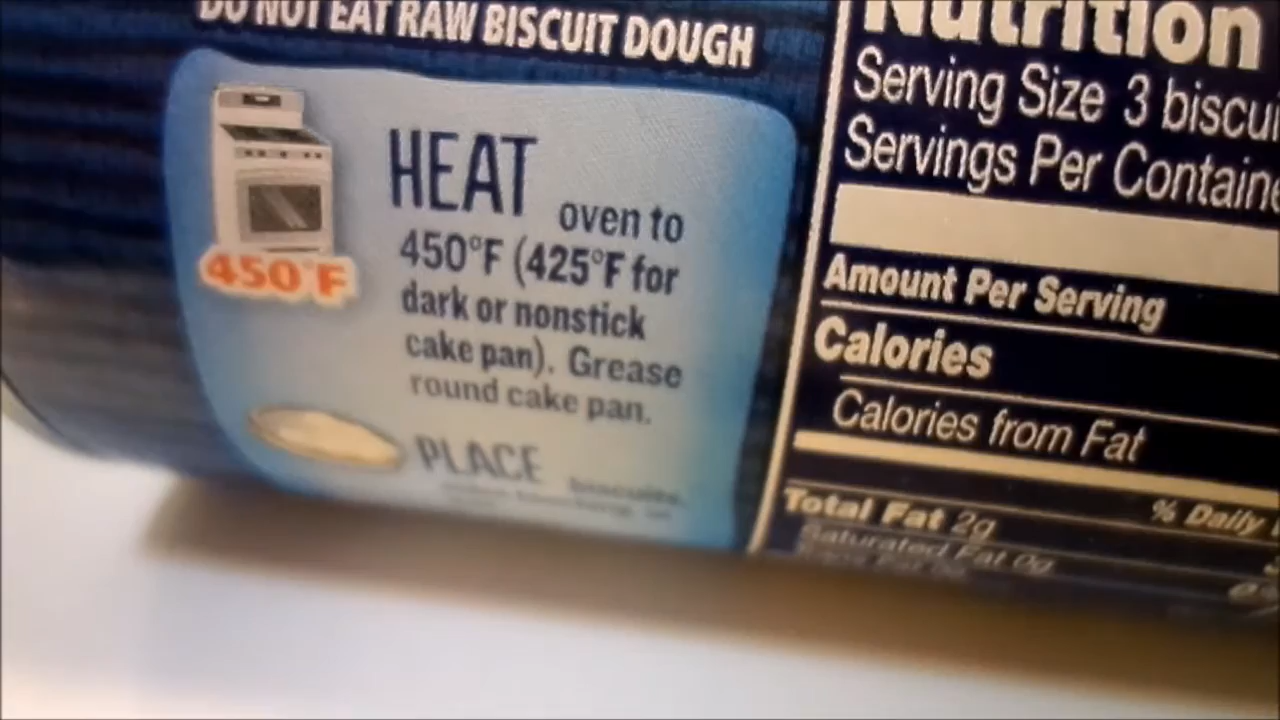 DO NOT EAT RAW BISCUIT DOUGH
450°F
HEAT oven to
450°F (425°F for
dark or nonstick
cake pan). Grease
round cake pan.
PLACE biscuits,
Nutrition
Serving Size 3
Servings Per
Amount Per Serving
Calories
Calories from Fat
% Daily
Total Fat 2g
Saturated Fat 0g